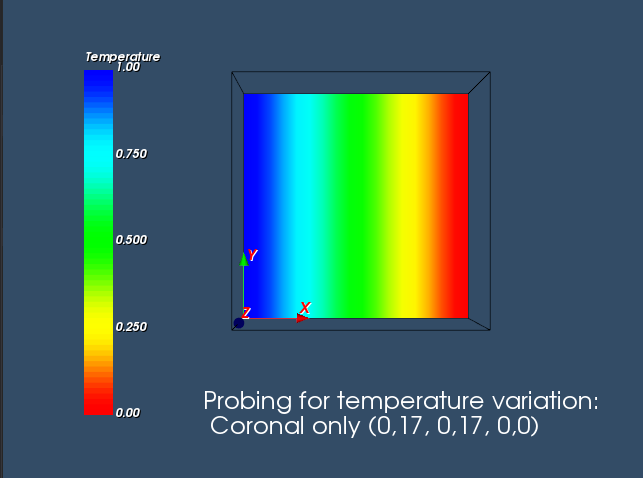 Temperature
1.00
0.750
0.500
0.250
0.00
Y
X
Z
Probing for temperature variation:
Coronal only (0,17, 0,17, 0,0)